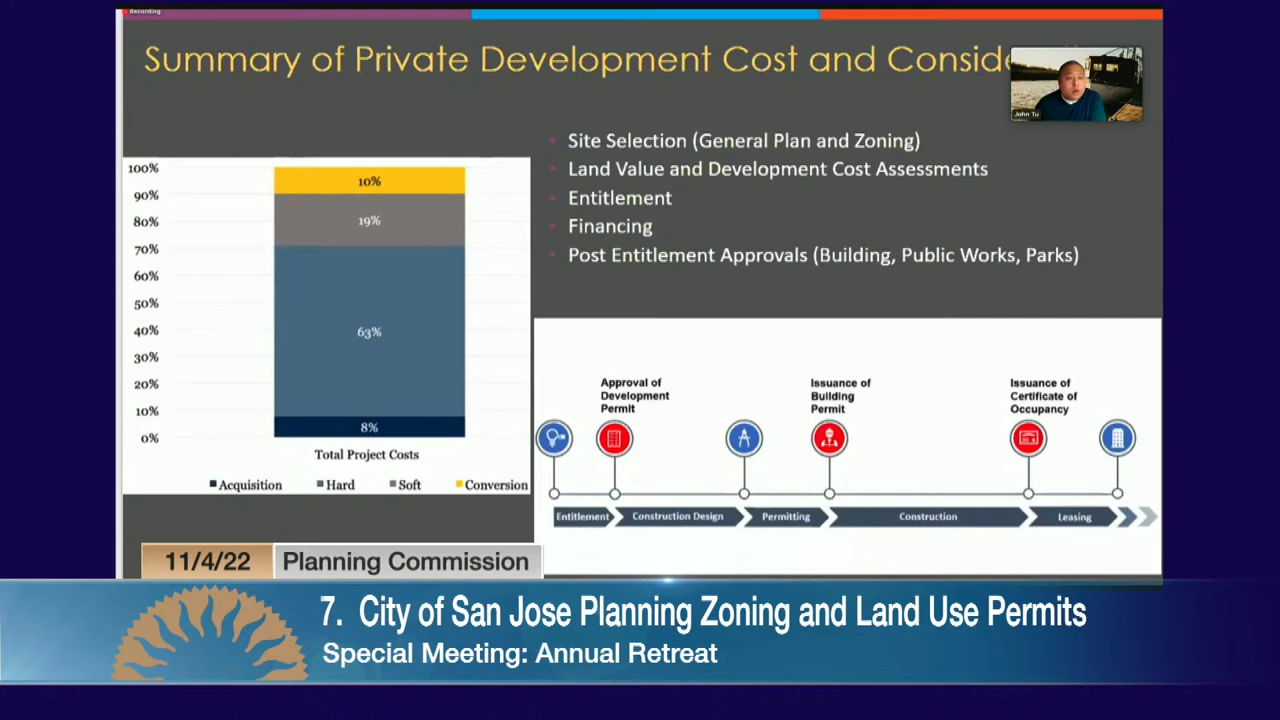 Recording
Summary of Private Development Cost and Conside
John Tu
Site Selection (General Plan and Zoning)
Land Value and Development Cost Assessments
Entitlement
Financing
Post Entitlement Approvals (Building, Public Works, Parks)
100%
90%
80%
70%
60%
50%
40%
30%
20%
10%
0%
10%
19%
63%
8%
Total Project Costs
Acquisition Hard Soft Conversion
Approval of
Development
Permit
Issuance of
Building
Permit
Issuance of
Certificate of
Occupancy
Entitlement Construction Design Permitting Construction Leasing
11/4/22 Planning Commission
7. City of San Jose Planning Zoning and Land Use Permits
Special Meeting: Annual Retreat